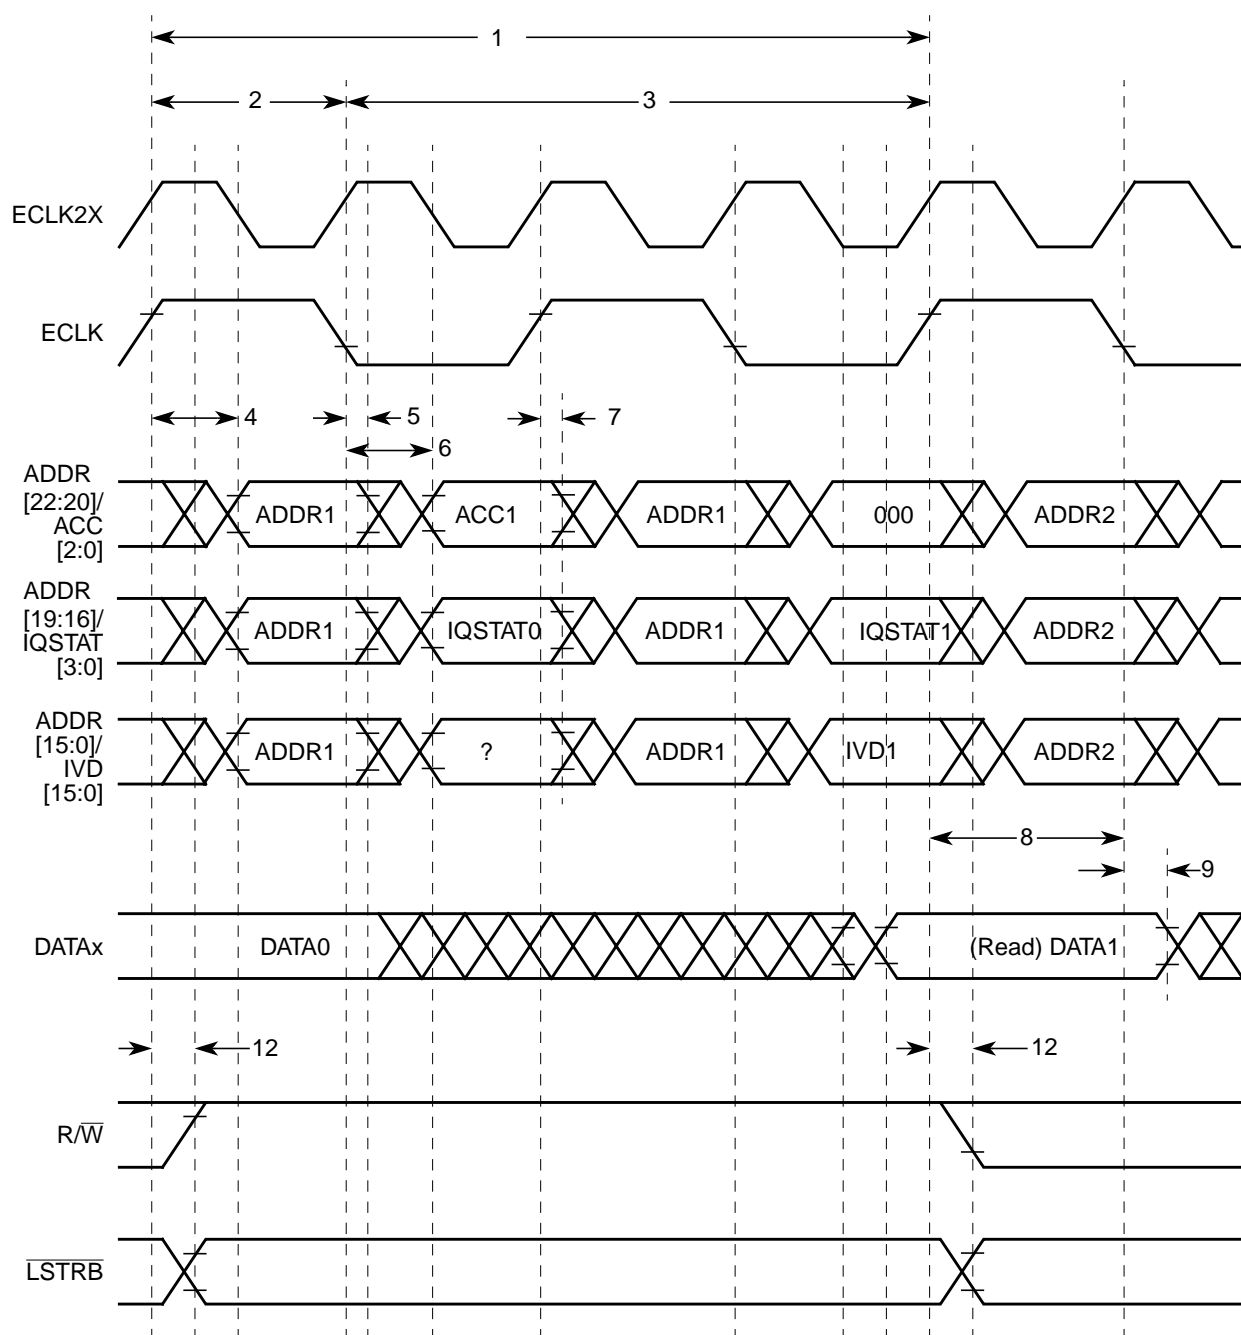 1
2
3
ECLK2X
ECLK
4
5
6
7
ADDR
[22:20]/
ACC
[2:0]
ADDR1
ACC1
ADDR1
000
ADDR2
ADDR
[19:16]/
IQSTAT
[3:0]
ADDR1
IQSTAT0
ADDR1
IQSTAT1
ADDR2
ADDR
[15:0]/
IVD
[15:0]
ADDR1
?
ADDR1
IVD1
ADDR2
8
9
DATAx
DATA0
(Read) DATA1
12
12
R/W̅
L̅S̅T̅R̅B̅